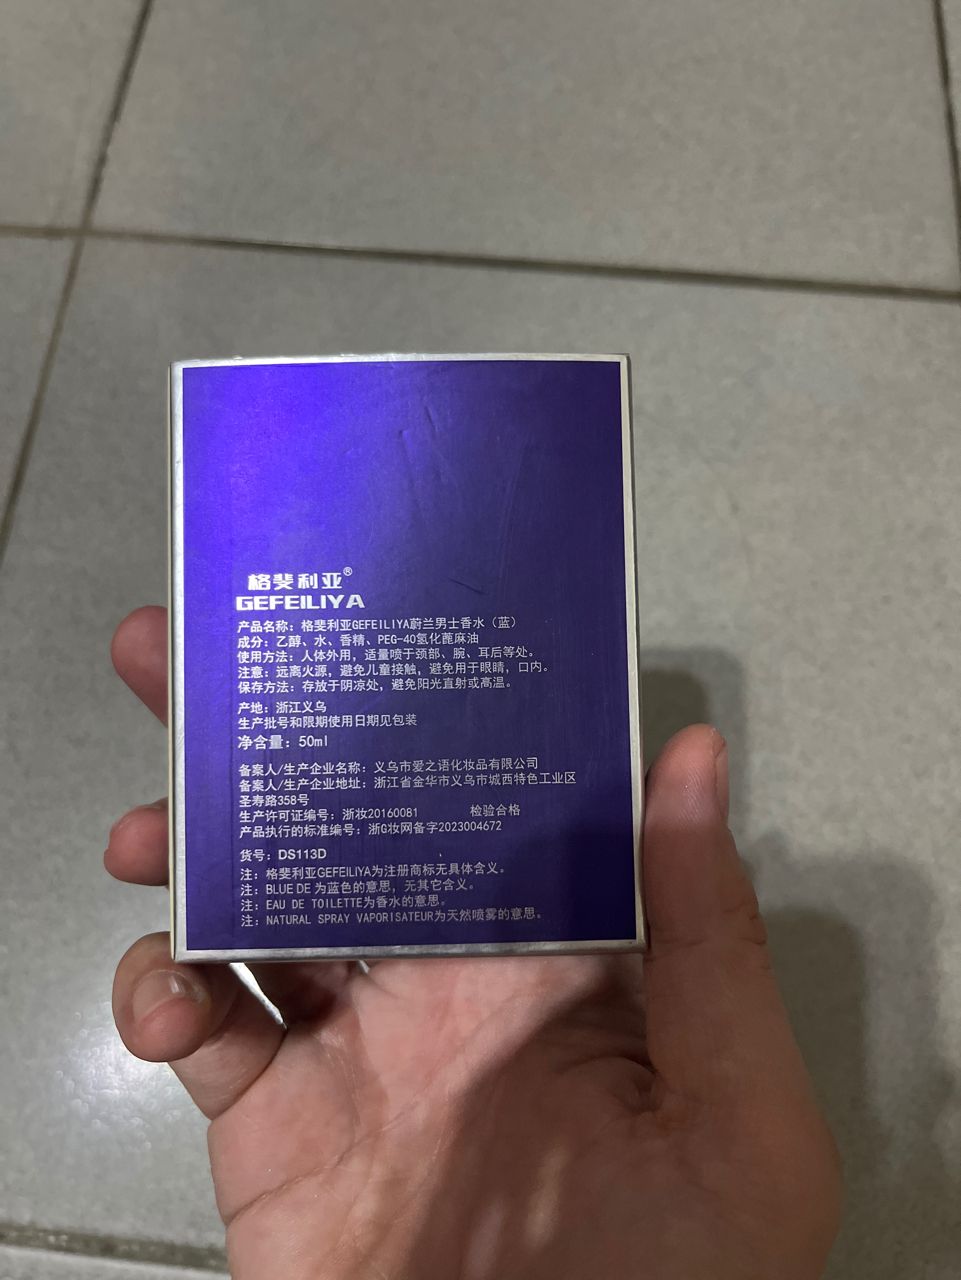 格斐利亚®
GEFEILIYA
产品名称：格斐利亚GEFEILIYA蔚兰男士香水（蓝）
成分：乙醇、水、香精、PEG-40氢化蓖麻油
使用方法：人体外用，适量喷于颈部、腕、耳后等处。
注意：远离火源，避免儿童接触，避免用于眼睛，口内。
保存方法：存放于阴凉处，避免阳光直射或高温。
产地：浙江义乌
生产批号和限期使用日期见包装
净含量：50ml
备案人/生产企业名称：义乌市爱之语化妆品有限公司
备案人/生产企业地址：浙江省金华市义乌市城西特色工业区
圣寿路358号
生产许可证编号：浙妆20160081 检验合格
产品执行的标准编号：浙G妆网备字2023004672
货号：DS113D
注：格斐利亚GEFEILIYA为注册商标无具体含义。
注：BLUE DE 为蓝色的意思，无其它含义。
注：EAU DE TOILETTE为香水的意思。
注：NATURAL SPRAY VAPORISATEUR为天然喷雾的意思。